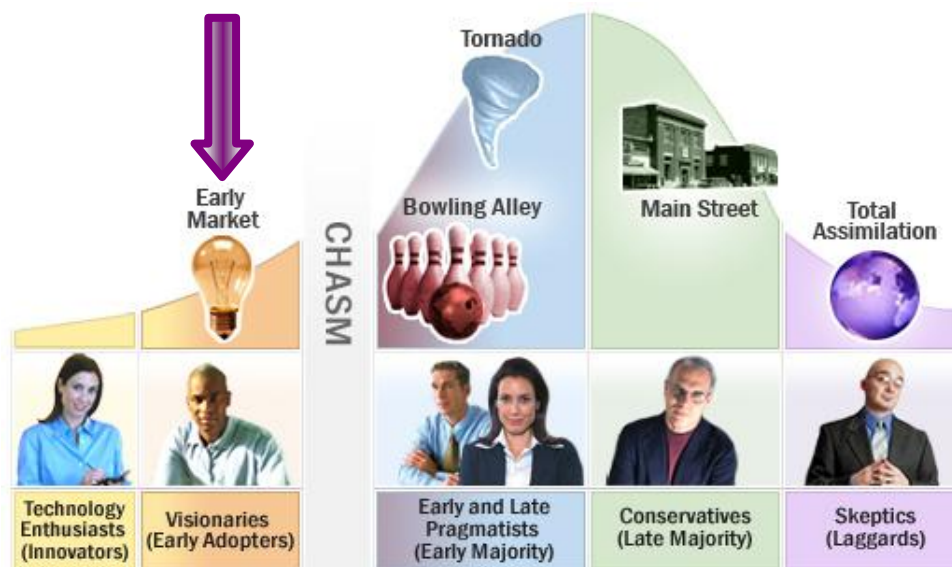 Tornado
Early
Market
Bowling Alley
Main Street
Total
Assimilation
CHASM
Technology
Enthusiasts
(Innovators)
Visionaries
(Early Adopters)
Early and Late
Pragmatists
(Early Majority)
Conservatives
(Late Majority)
Skeptics
(Laggards)